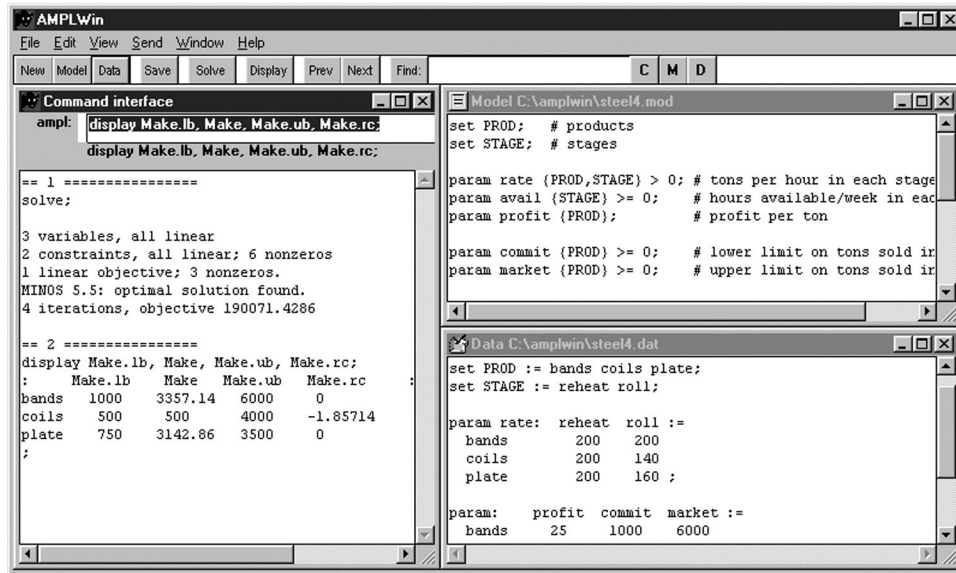 AMPLWin
File Edit View Send Window Help
New Model Data Save Solve Display Prev Next Find: C M D
Command interface
ampl: display Make.lb, Make, Make.ub, Make.rc;
display Make.lb, Make, Make.ub, Make.rc;
== 1 =================
solve;
3 variables, all linear
2 constraints, all linear; 6 nonzeros
1 linear objective; 3 nonzeros.
MINOS 5.5: optimal solution found.
4 iterations, objective 190071.4286
== 2 =================
display Make.lb, Make, Make.ub, Make.rc;
: Make.lb Make Make.ub Make.rc :
bands 1000 3357.14 6000 0
coils 500 500 4000 -1.85714
plate 750 3142.86 3500 0
;
Model C:\amplwin\steel4.mod
set PROD; # products
set STAGE; # stages
param rate {PROD,STAGE} > 0; # tons per hour in each stage
param avail {STAGE} >= 0; # hours available/week in eac
param profit {PROD}; # profit per ton
param commit {PROD} >= 0; # lower limit on tons sold in
param market {PROD} >= 0; # upper limit on tons sold in
Data C:\amplwin\steel4.dat
set PROD := bands coils plate;
set STAGE := reheat roll;
param rate: reheat roll :=
bands 200 200
coils 200 140
plate 200 160 ;
param: profit commit market :=
bands 25 1000 6000